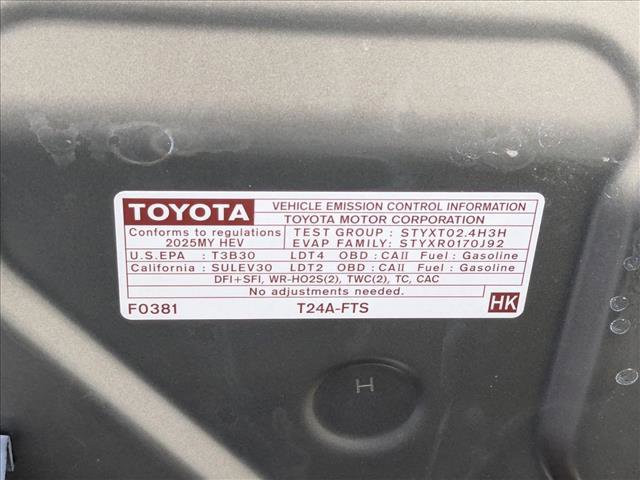 TOYOTA VEHICLE EMISSION CONTROL INFORMATION
TOYOTA MOTOR CORPORATION
Conforms to regulations TEST GROUP : STYXT02.4H3H
2025MY HEV EVAP FAMILY: STYXR0170J92
U.S.EPA : T3B30 LDT4 OBD : CAII Fuel : Gasoline
California : SULEV30 LDT2 OBD : CAII Fuel : Gasoline
DFI+SFI, WR-HO2S(2), TWC(2), TC, CAC
No adjustments needed.
F0381 T24A-FTS HK
H